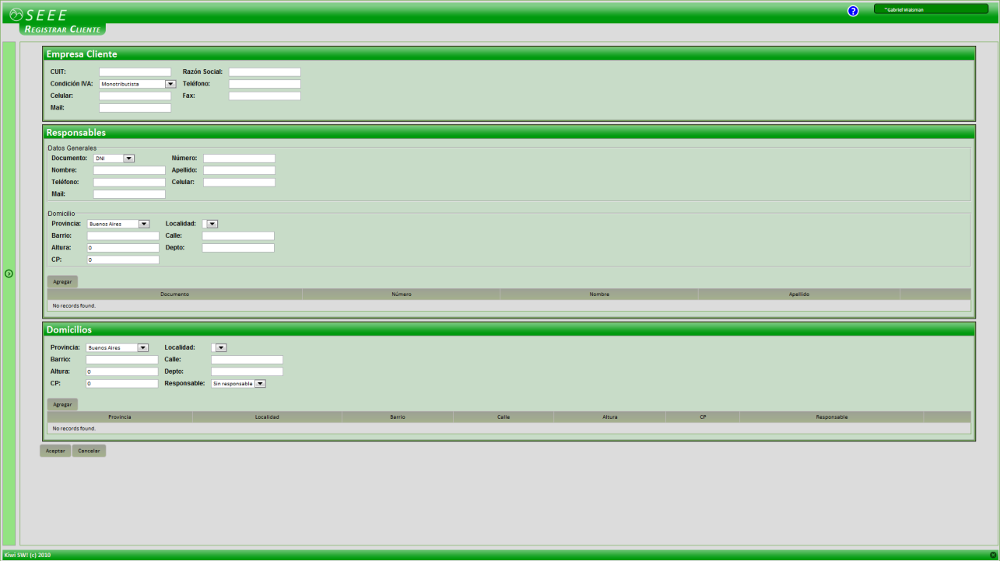 SEEE
~Gabriel Waisman
REGISTRAR CLIENTE
Empresa Cliente
CUIT: Razón Social:
Condición IVA: Monotributista Teléfono:
Celular: Fax:
Mail:
Responsables
Datos Generales
Documento: DNI Número:
Nombre: Apellido:
Teléfono: Celular:
Mail:
Domicilio
Provincia: Buenos Aires Localidad:
Barrio: Calle:
Altura: 0 Depto:
CP: 0
Agregar
Documento Número Nombre Apellido
No records found.
Domicilios
Provincia: Buenos Aires Localidad:
Barrio: Calle:
Altura: 0 Depto:
CP: 0 Responsable: Sin responsable
Agregar
Provincia Localidad Barrio Calle Altura CP Responsable
No records found.
Aceptar Cancelar
Kiwi SW! (c) 2010